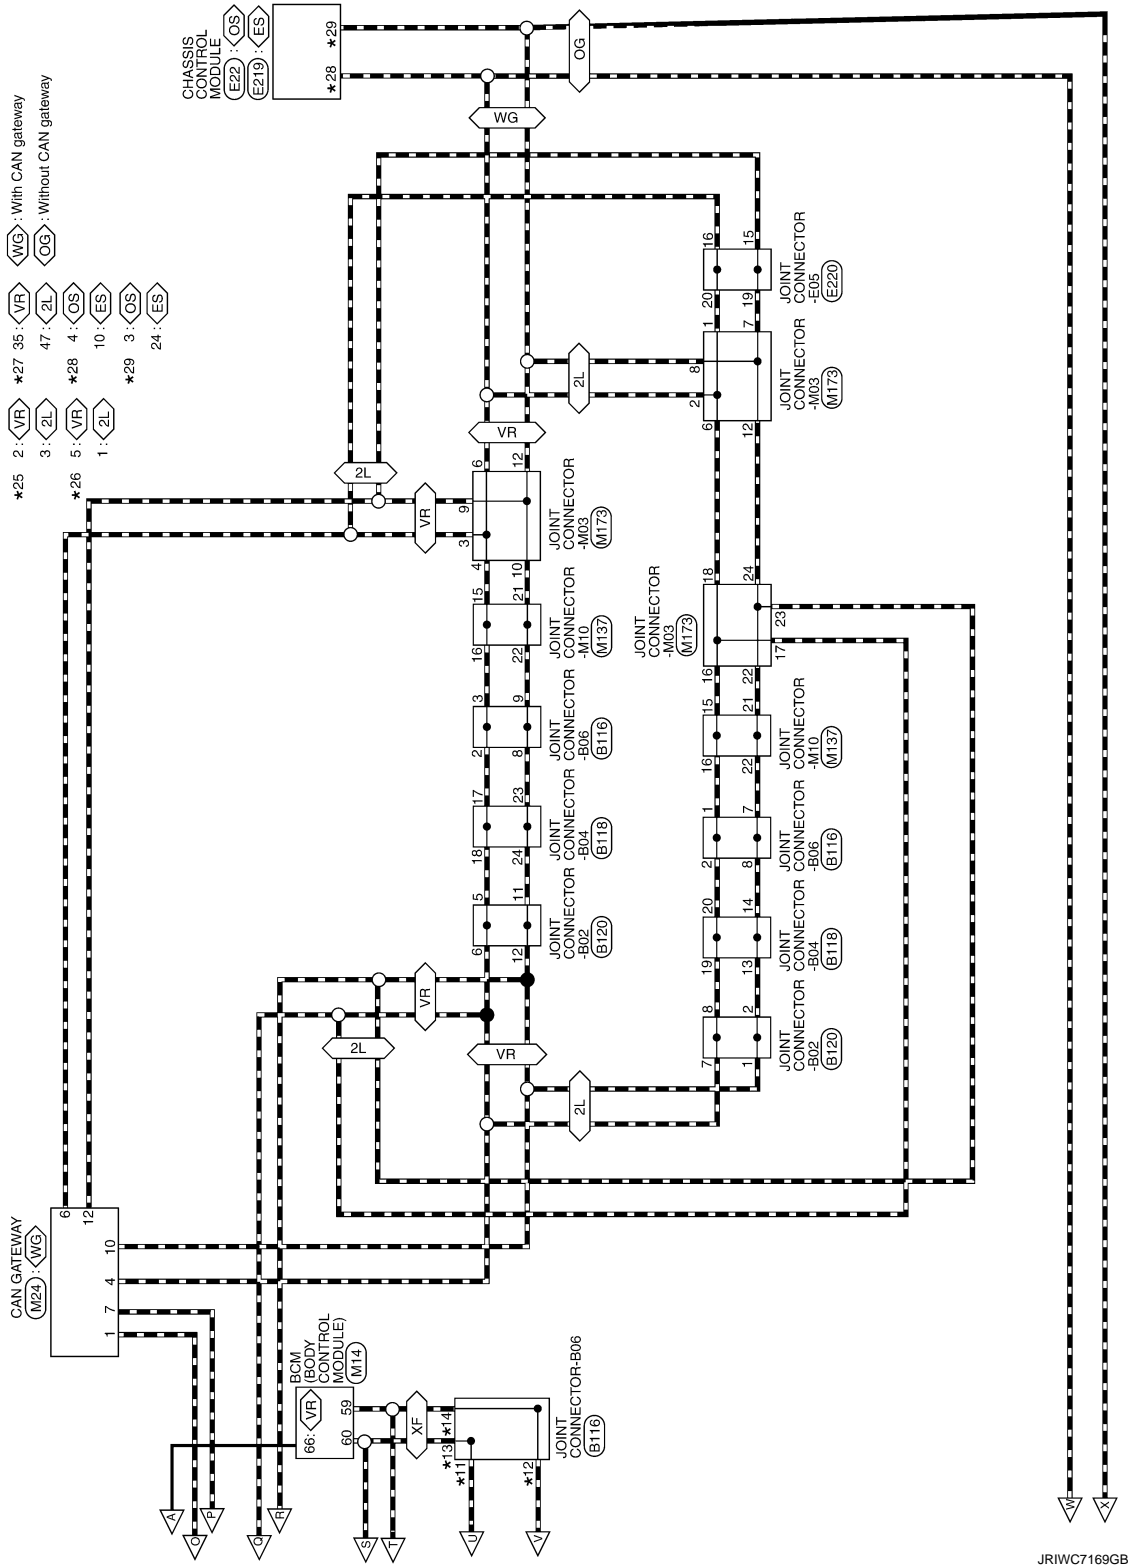 CHASSIS
CONTROL
MODULE
E22 : OS
E219 : ES
*28
*29
*25 2 : VR
3 : 2L
*26 5 : VR
1 : 2L
*27 35 : VR
47 : 2L
*28 4 : OS
10 : ES
*29 3 : OS
24 : ES
WG : With CAN gateway
OG : Without CAN gateway
OG
WG
16 15
20 19
JOINT
CONNECTOR
-E05
E220
1 7
8
2
6 12
JOINT
CONNECTOR
-M03
M173
2L
VR
2L
VR
6 12
9
3
4 10
JOINT
CONNECTOR
-M03
M173
15 21
16 22
JOINT
CONNECTOR
-M10
M137
3 9
2 8
JOINT
CONNECTOR
-B06
B116
17 23
18 24
JOINT
CONNECTOR
-B04
B118
5 11
6 12
JOINT
CONNECTOR
-B02
B120
18 24
23
17
16 22
JOINT
CONNECTOR
-M03
M173
15 21
16 22
JOINT
CONNECTOR
-M10
M137
1 7
2 8
JOINT
CONNECTOR
-B06
B116
20 14
19 13
JOINT
CONNECTOR
-B04
B118
8 2
7 1
JOINT
CONNECTOR
-B02
B120
VR
2L
VR
2L
CAN GATEWAY
M24 : WG
6
12
10
4
7
1
BCM
(BODY
CONTROL
MODULE)
M14
66: VR
59
60
XF
*14
*13
*11
*12
JOINT
CONNECTOR-B06
B116
A
O
P
Q
R
S
T
U
V
W
X
JRIWC7169GB